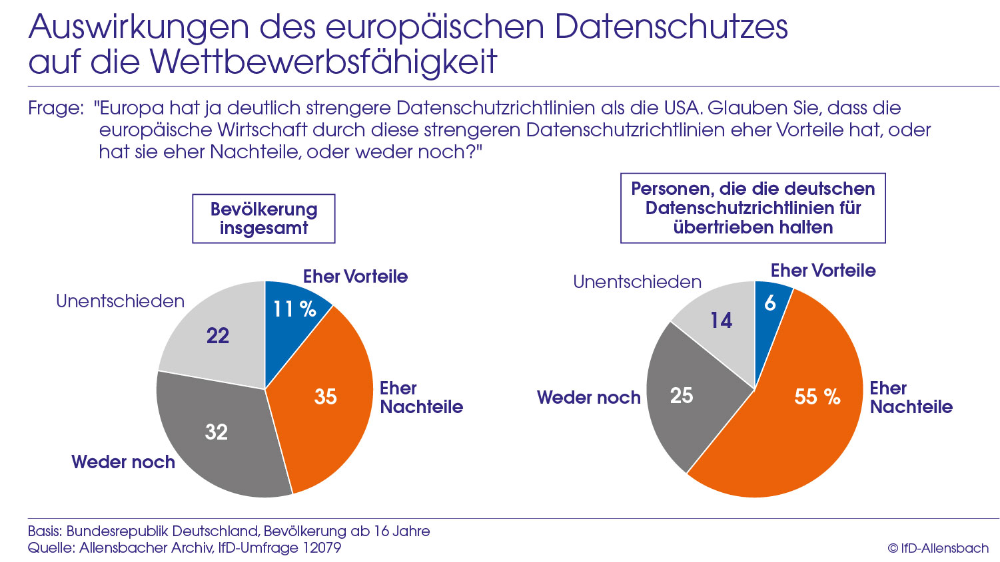 Auswirkungen des europäischen Datenschutzes
auf die Wettbewerbsfähigkeit
Frage: "Europa hat ja deutlich strengere Datenschutzrichtlinien als die USA. Glauben Sie, dass die
europäische Wirtschaft durch diese strengeren Datenschutzrichtlinien eher Vorteile hat, oder
hat sie eher Nachteile, oder weder noch?"
Bevölkerung
insgesamt
Eher Vorteile
Unentschieden
11 %
22
35
Eher
Nachteile
32
Weder noch
Personen, die die deutschen
Datenschutzrichtlinien für
übertrieben halten
Eher Vorteile
Unentschieden
6
14
Weder noch
25
55 %
Eher
Nachteile
Basis: Bundesrepublik Deutschland, Bevölkerung ab 16 Jahre
Quelle: Allensbacher Archiv, IfD-Umfrage 12079
© IfD-Allensbach